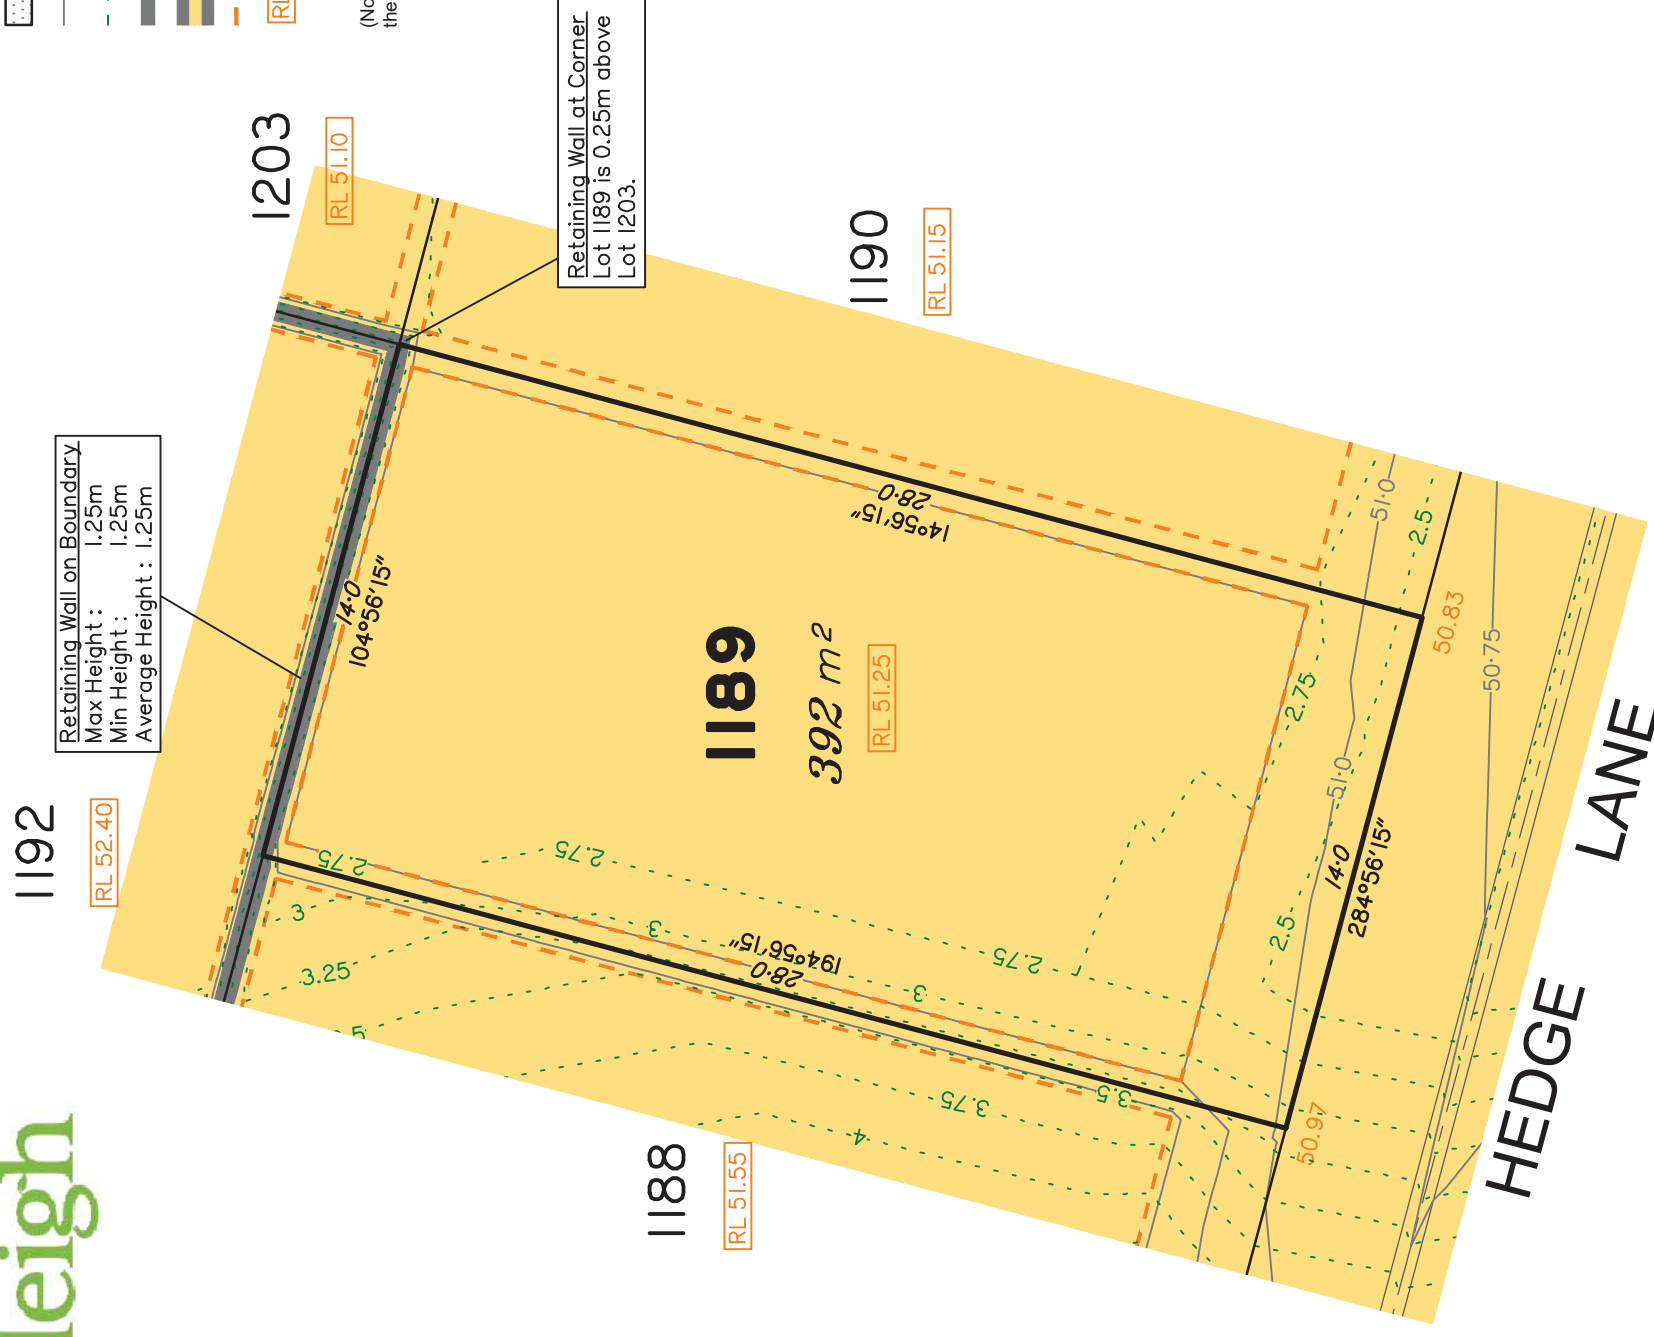 leigh
RL
(No
the
1203
RL 51.10
Retaining Wall at Corner
Lot 1189 is 0.25m above
Lot 1203.
1190
RL 51.15
Retaining Wall on Boundary
Max Height : 1.25m
Min Height : 1.25m
Average Height : 1.25m
1192
RL 52.40
14·0
104°56'15"
28·0
14°56'15"
1189
392 m²
RL 51.25
194°56'15"
28·0
14·0
284°56'15"
1188
RL 51.55
2.75
2.75
2.75
2.75
3
3
3
3.25
5
3.5
3.75
4
2.5
2.5
51·0
51·0
50·75
50.83
50.97
HEDGE LANE